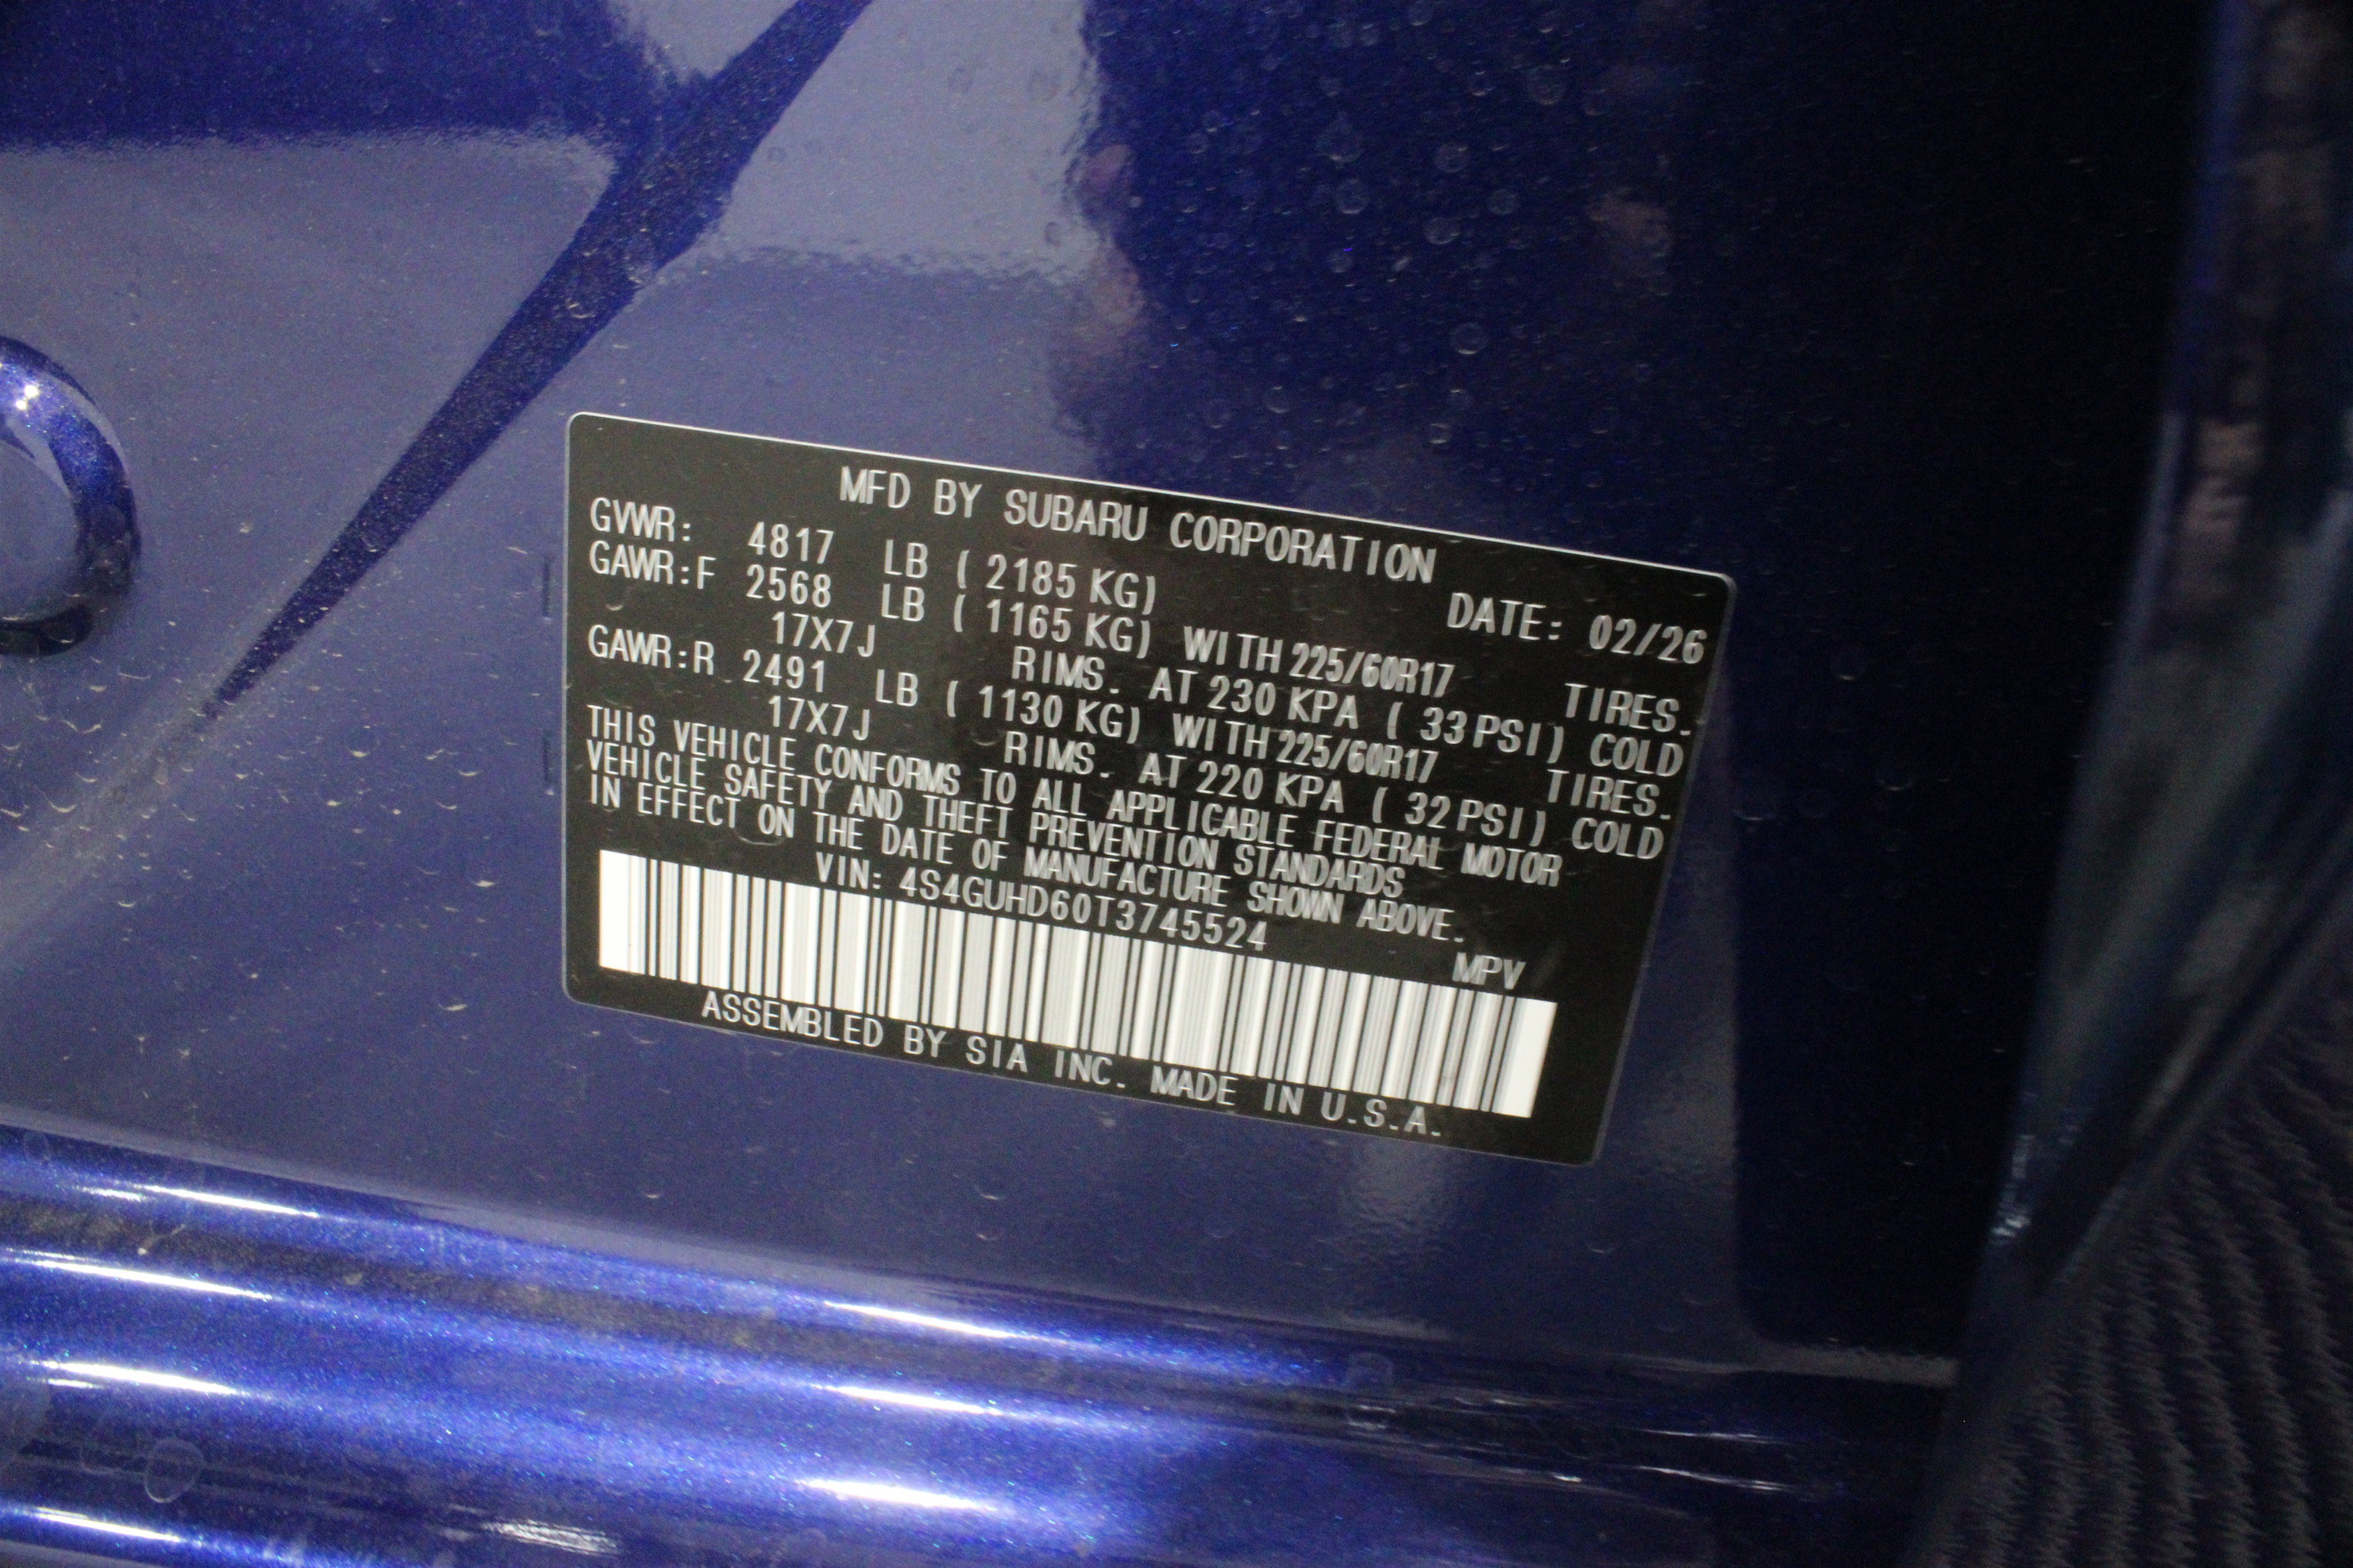 MFD BY SUBARU CORPORATION
GVWR: 4817 LB (2185 KG) DATE: 02/26
GAWR:F 2568 LB (1165 KG) WITH 225/60R17 TIRES.
17X7J RIMS. AT 230 KPA (33 PSI) COLD
GAWR:R 2491 LB (1130 KG) WITH 225/60R17 TIRES.
17X7J RIMS. AT 220 KPA (32 PSI) COLD
THIS VEHICLE CONFORMS TO ALL APPLICABLE FEDERAL MOTOR
VEHICLE SAFETY AND THEFT PREVENTION STANDARDS
IN EFFECT ON THE DATE OF MANUFACTURE SHOWN ABOVE.
VIN: 4S4GUHD60T3745524 MPV
ASSEMBLED BY SIA INC. MADE IN U.S.A.